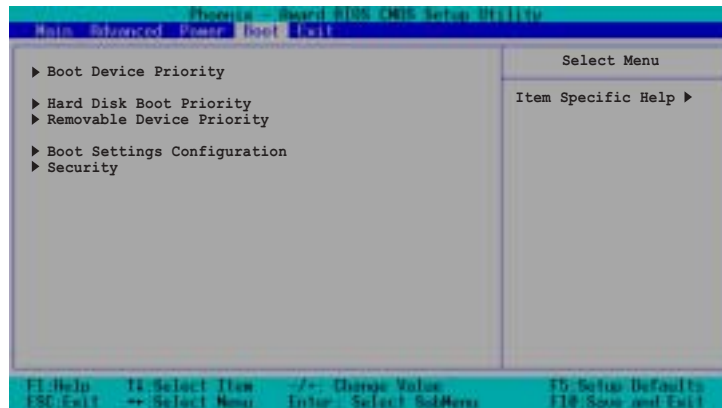 Phoenix - Award BIOS CMOS Setup Utility
Main Advanced Power Boot Exit
Select Menu
▶ Boot Device Priority
▶ Hard Disk Boot Priority
▶ Removable Device Priority
▶ Boot Settings Configuration
▶ Security
Item Specific Help ▶
F1:Help ↑↓:Select Item -/+: Change Value F5:Setup Defaults
ESC:Exit ↔:Select Menu Enter: Select SubMenu F10:Save and Exit